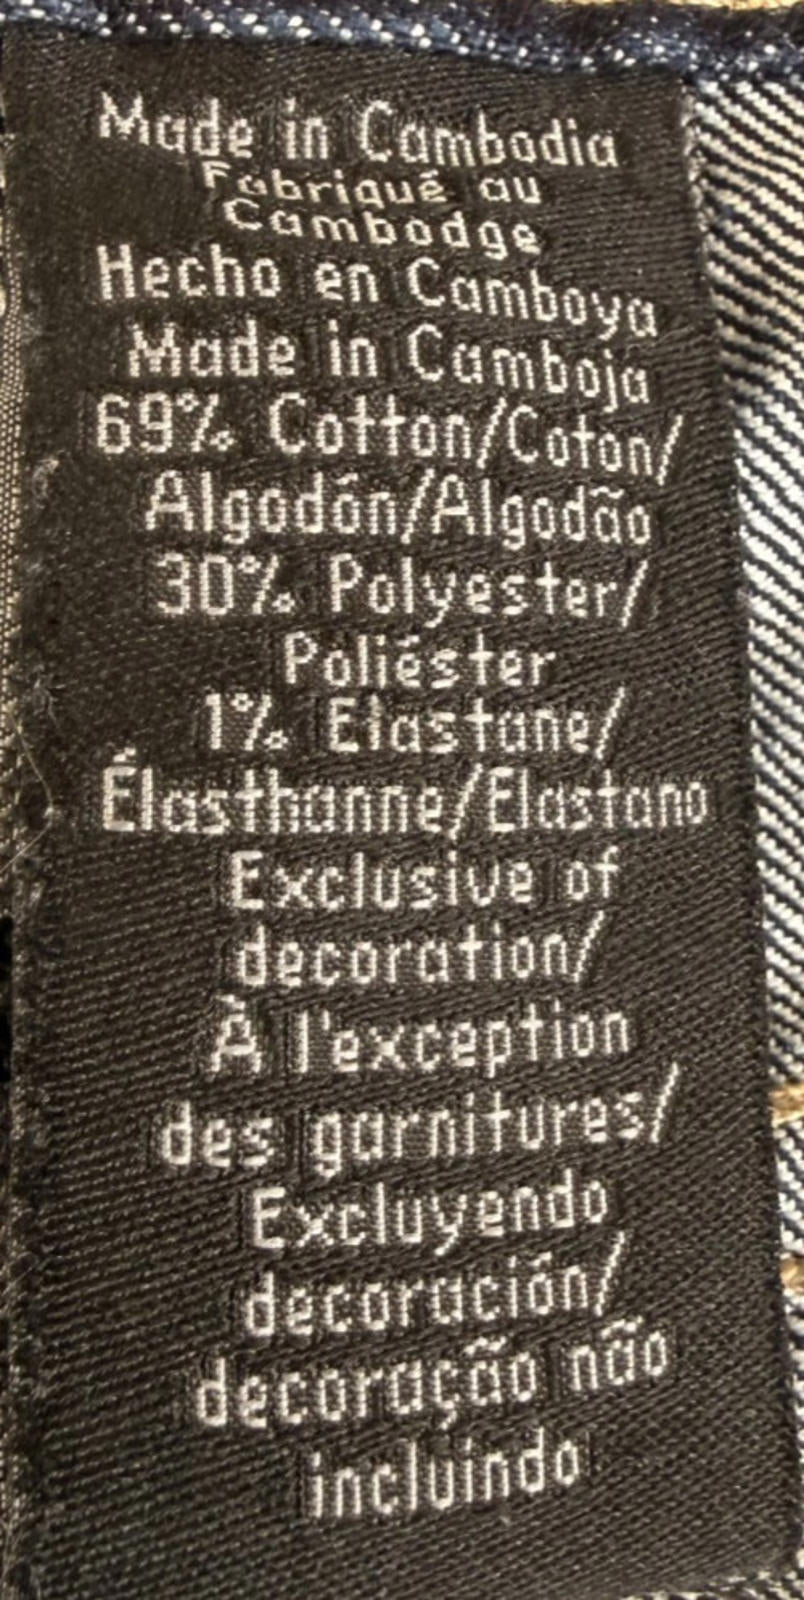 Made in Cambodia
Fabriqué au
Cambodge
Hecho en Camboya
Made in Camboja
69% Cotton/Coton/
Algodón/Algodão
30% Polyester/
Poliéster
1% Elastane/
Élasthanne/Elastano
Exclusive of
decoration/
À l'exception
des garnitures/
Excluyendo
decoración/
decoração não
incluindo